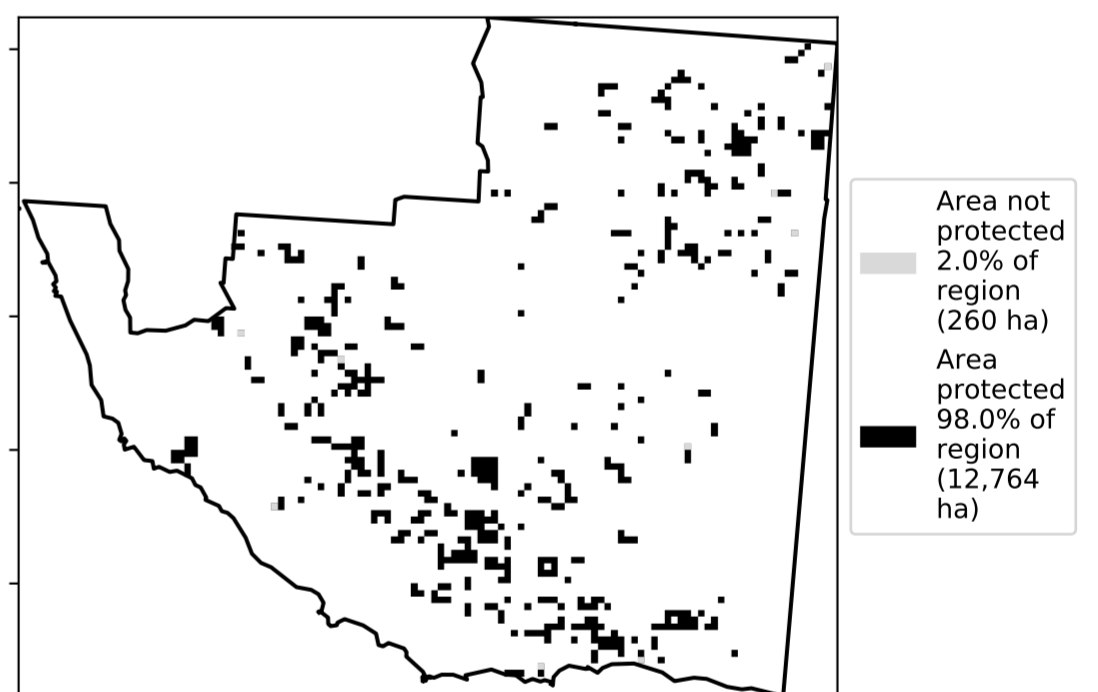 Area not
protected
2.0% of
region
(260 ha)
Area
protected
98.0% of
region
(12,764
ha)